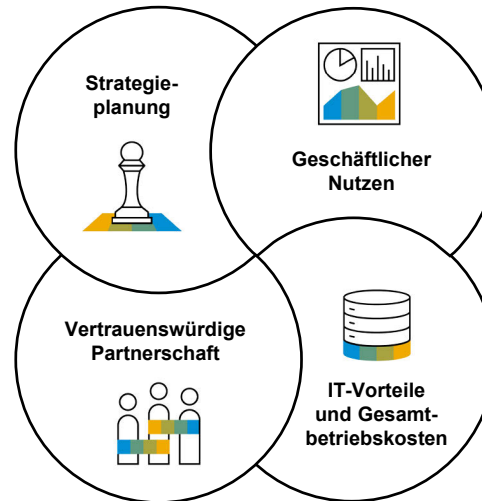 Strategie-
planung
Geschäftlicher
Nutzen
Vertrauenswürdige
Partnerschaft
IT-Vorteile
und Gesamt-
betriebskosten